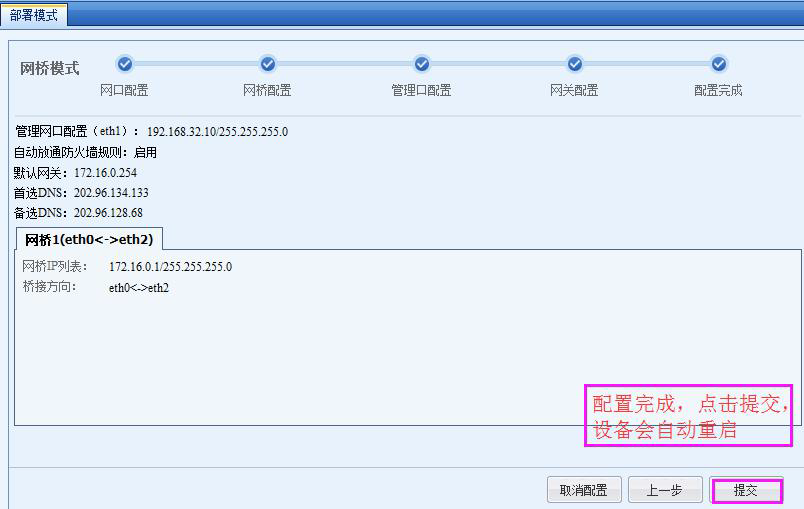 部署模式
网桥模式
网口配置 网桥配置 管理口配置 网关配置 配置完成
管理网口配置（eth1）：192.168.32.10/255.255.255.0
自动放通防火墙规则：启用
默认网关：172.16.0.254
首选DNS：202.96.134.133
备选DNS：202.96.128.68
网桥1(eth0<->eth2)
网桥IP列表： 172.16.0.1/255.255.255.0
桥接方向： eth0<->eth2
配置完成，点击提交，
设备会自动重启
取消配置 上一步 提交